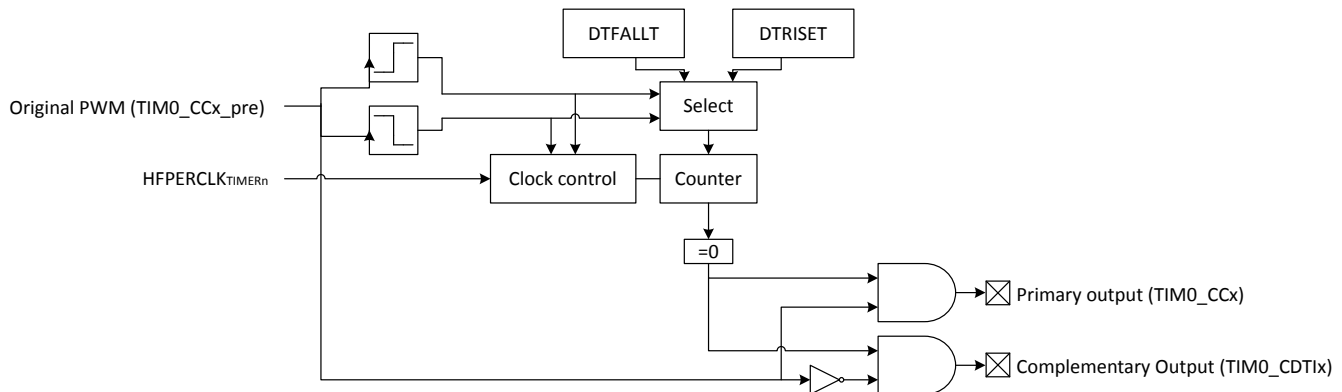 DTFALLT
DTRISET
Original PWM (TIM0_CCx_pre)
Select
HFPERCLKTIMERn
Clock control
Counter
=0
Primary output (TIM0_CCx)
Complementary Output (TIM0_CDTIx)